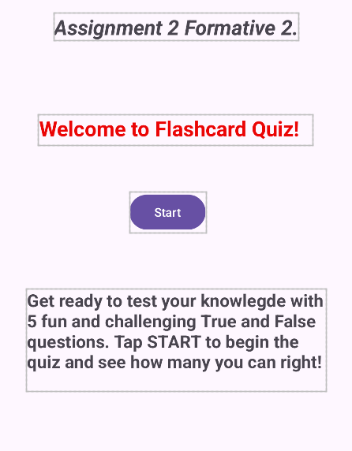 Assignment 2 Formative 2.
Welcome to Flashcard Quiz!
Start
Get ready to test your knowlegde with
5 fun and challenging True and False
questions. Tap START to begin the
quiz and see how many you can right!